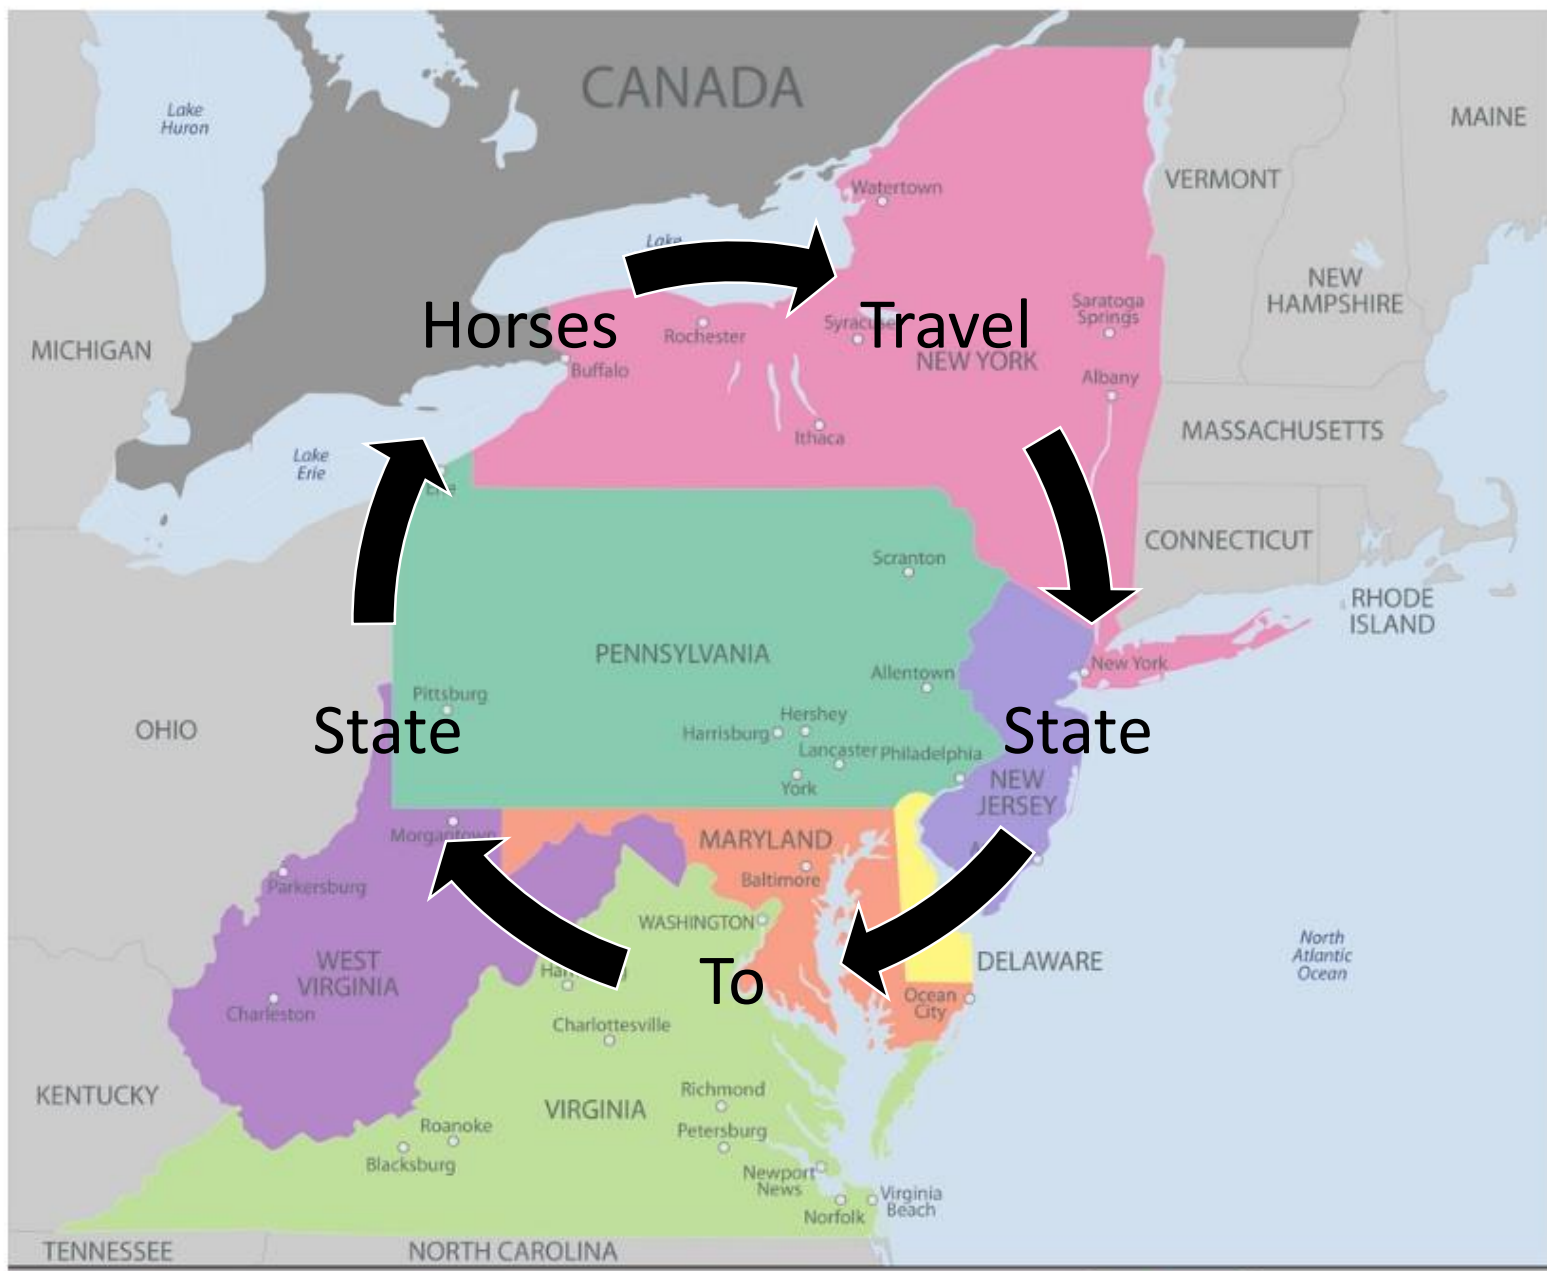 CANADA
Lake
Huron
MAINE
VERMONT
Watertown
Lake
NEW
HAMPSHIRE
Horses
Travel
Saratoga
Springs
Rochester
MICHIGAN
NEW YORK
Buffalo
Albany
Ithaca
MASSACHUSETTS
Lake
Erie
CONNECTICUT
Scranton
RHODE
ISLAND
PENNSYLVANIA
New York
Allentown
Pittsburg
OHIO
State
Hershey
Harrisburg
State
Lancaster
Philadelphia
York
NEW
JERSEY
Morgantown
MARYLAND
Baltimore
Parkersburg
WASHINGTON
North
Atlantic
Ocean
WEST
VIRGINIA
To
DELAWARE
Ocean
City
Charleston
Charlottesville
KENTUCKY
Richmond
VIRGINIA
Roanoke
Petersburg
Blacksburg
Newport
News
Virginia
Beach
Norfolk
TENNESSEE
NORTH CAROLINA